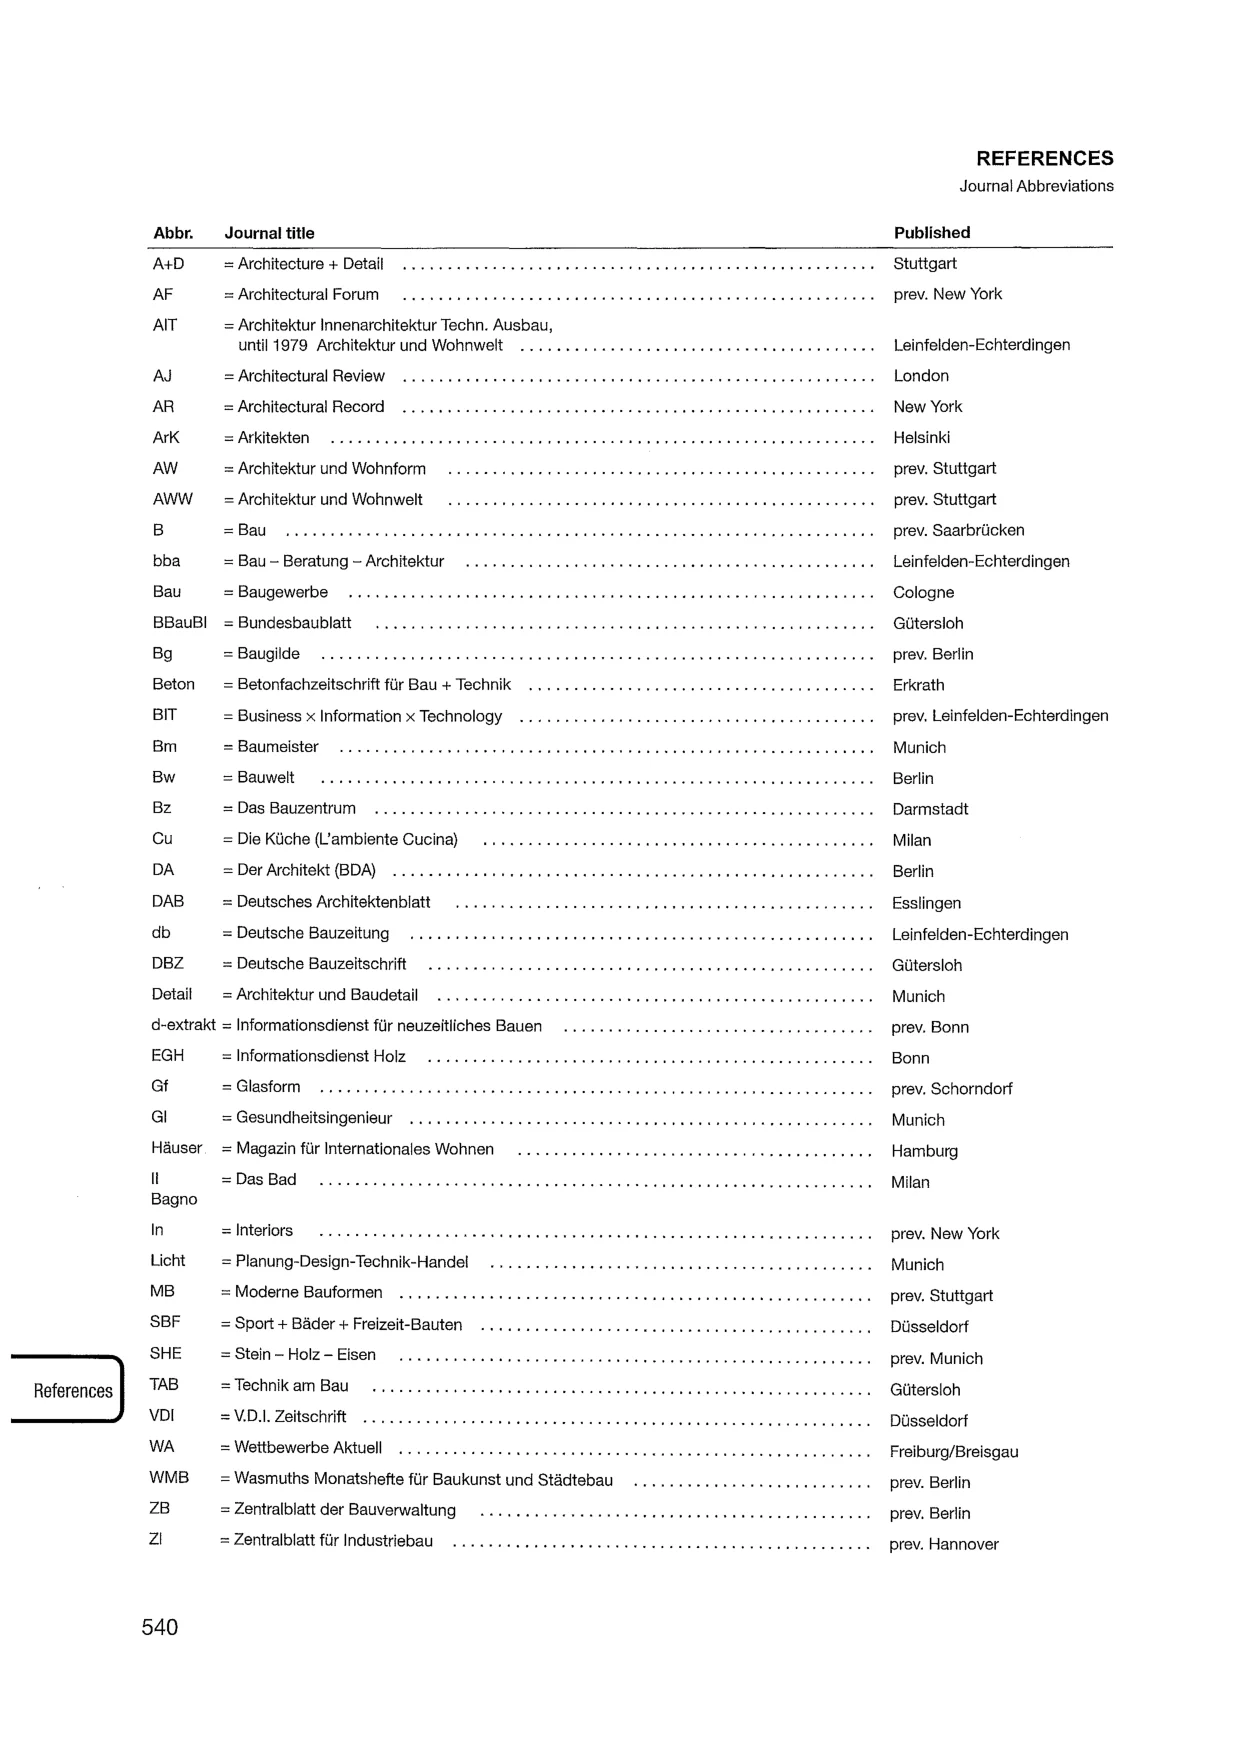 REFERENCES
Journal Abbreviations
Abbr. Journal title Published
A+D = Architecture + Detail ..... Stuttgart
AF = Architectural Forum ..... prev. New York
AIT = Architektur Innenarchitektur Techn. Ausbau,
until 1979 Architektur und Wohnwelt ..... Leinfelden-Echterdingen
AJ = Architectural Review ..... London
AR = Architectural Record ..... New York
ArK = Arkitekten ..... Helsinki
AW = Architektur und Wohnform ..... prev. Stuttgart
AWW = Architektur und Wohnwelt ..... prev. Stuttgart
B = Bau ..... prev. Saarbrücken
bba = Bau – Beratung – Architektur ..... Leinfelden-Echterdingen
Bau = Baugewerbe ..... Cologne
BBauBl = Bundesbaublatt ..... Gütersloh
Bg = Baugilde ..... prev. Berlin
Beton = Betonfachzeitschrift für Bau + Technik ..... Erkrath
BIT = Business × Information × Technology ..... prev. Leinfelden-Echterdingen
Bm = Baumeister ..... Munich
Bw = Bauwelt ..... Berlin
Bz = Das Bauzentrum ..... Darmstadt
Cu = Die Küche (L'ambiente Cucina) ..... Milan
DA = Der Architekt (BDA) ..... Berlin
DAB = Deutsches Architektenblatt ..... Esslingen
db = Deutsche Bauzeitung ..... Leinfelden-Echterdingen
DBZ = Deutsche Bauzeitschrift ..... Gütersloh
Detail = Architektur und Baudetail ..... Munich
d-extrakt = Informationsdienst für neuzeitliches Bauen ..... prev. Bonn
EGH = Informationsdienst Holz ..... Bonn
Gf = Glasform ..... prev. Schorndorf
GI = Gesundheitsingenieur ..... Munich
Häuser = Magazin für Internationales Wohnen ..... Hamburg
Il = Das Bad ..... Milan
Bagno
In = Interiors ..... prev. New York
Licht = Planung-Design-Technik-Handel ..... Munich
MB = Moderne Bauformen ..... prev. Stuttgart
SBF = Sport + Bäder + Freizeit-Bauten ..... Düsseldorf
SHE = Stein – Holz – Eisen ..... prev. Munich
References
TAB = Technik am Bau ..... Gütersloh
VDI = V.D.I. Zeitschrift ..... Düsseldorf
WA = Wettbewerbe Aktuell ..... Freiburg/Breisgau
WMB = Wasmuths Monatshefte für Baukunst und Städtebau ..... prev. Berlin
ZB = Zentralblatt der Bauverwaltung ..... prev. Berlin
ZI = Zentralblatt für Industriebau ..... prev. Hannover
540